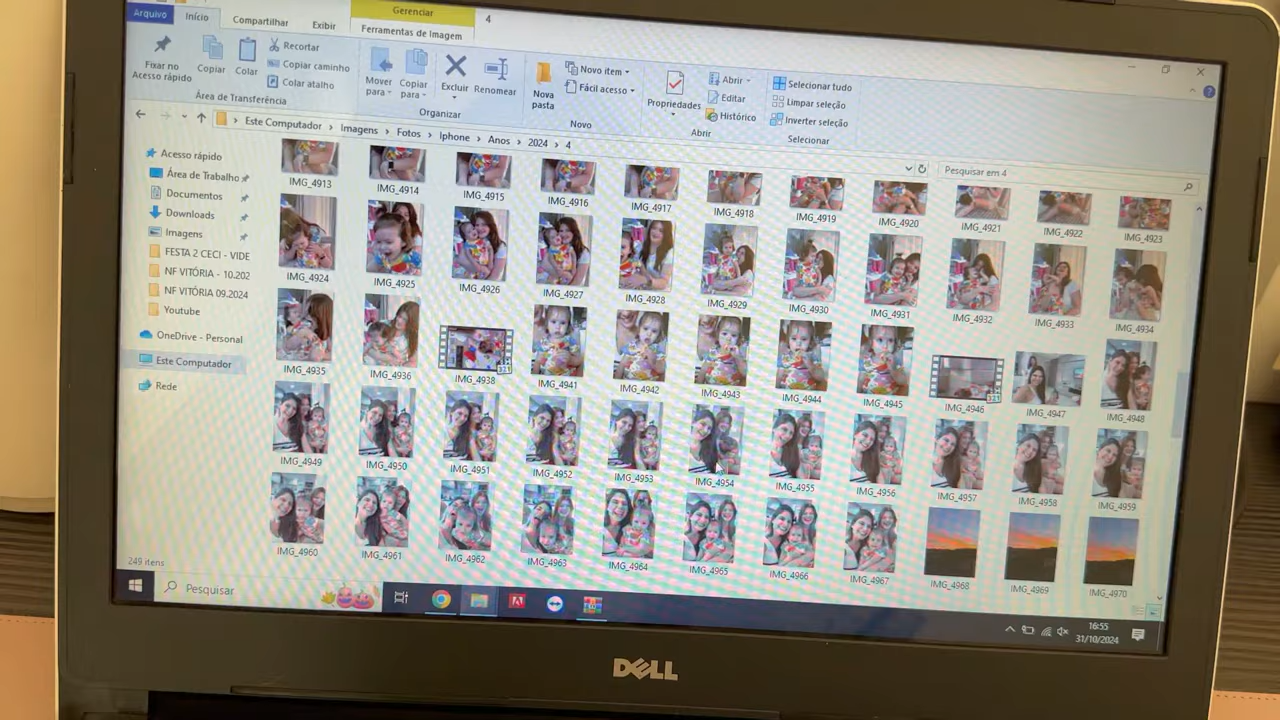 Gerenciar
4
Arquivo
Início
Compartilhar
Exibir
Ferramentas de Imagem
Fixar no
Acesso rápido
Copiar
Colar
Recortar
Copiar caminho
Colar atalho
Área de Transferência
Mover
para
Copiar
para
Excluir
Renomear
Organizar
Nova
pasta
Novo item
Fácil acesso
Novo
Propriedades
Abrir
Editar
Histórico
Abrir
Selecionar tudo
Limpar seleção
Inverter seleção
Selecionar
Este Computador > Imagens > Fotos > Iphone > Anos > 2024 > 4
Pesquisar em 4
Acesso rápido
Área de Trabalho
Documentos
Downloads
Imagens
FESTA 2 CECI - VIDE
NF VITÓRIA - 10.202
NF VITÓRIA 09.2024
Youtube
OneDrive - Personal
Este Computador
Rede
IMG_4913 IMG_4914 IMG_4915 IMG_4916 IMG_4917 IMG_4918 IMG_4919 IMG_4920 IMG_4921 IMG_4922 IMG_4923
IMG_4924 IMG_4925 IMG_4926 IMG_4927 IMG_4928 IMG_4929 IMG_4930 IMG_4931 IMG_4932 IMG_4933 IMG_4934
IMG_4935 IMG_4936 IMG_4938 IMG_4941 IMG_4942 IMG_4943 IMG_4944 IMG_4945 IMG_4946 IMG_4947 IMG_4948
IMG_4949 IMG_4950 IMG_4951 IMG_4952 IMG_4953 IMG_4954 IMG_4955 IMG_4956 IMG_4957 IMG_4958 IMG_4959
IMG_4960 IMG_4961 IMG_4962 IMG_4963 IMG_4964 IMG_4965 IMG_4966 IMG_4967 IMG_4968 IMG_4969 IMG_4970
249 itens
Pesquisar
16:55
31/10/2024
DELL